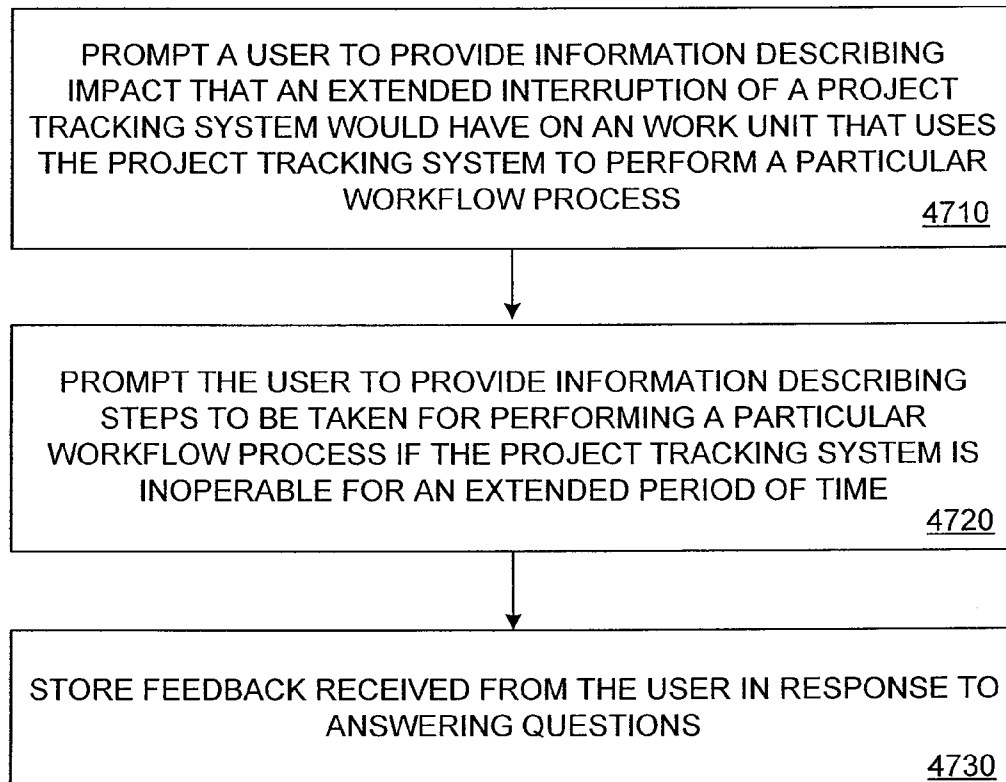 PROMPT A USER TO PROVIDE INFORMATION DESCRIBING
IMPACT THAT AN EXTENDED INTERRUPTION OF A PROJECT
TRACKING SYSTEM WOULD HAVE ON AN WORK UNIT THAT USES
THE PROJECT TRACKING SYSTEM TO PERFORM A PARTICULAR
WORKFLOW PROCESS
4710
PROMPT THE USER TO PROVIDE INFORMATION DESCRIBING
STEPS TO BE TAKEN FOR PERFORMING A PARTICULAR
WORKFLOW PROCESS IF THE PROJECT TRACKING SYSTEM IS
INOPERABLE FOR AN EXTENDED PERIOD OF TIME
4720
STORE FEEDBACK RECEIVED FROM THE USER IN RESPONSE TO
ANSWERING QUESTIONS
4730